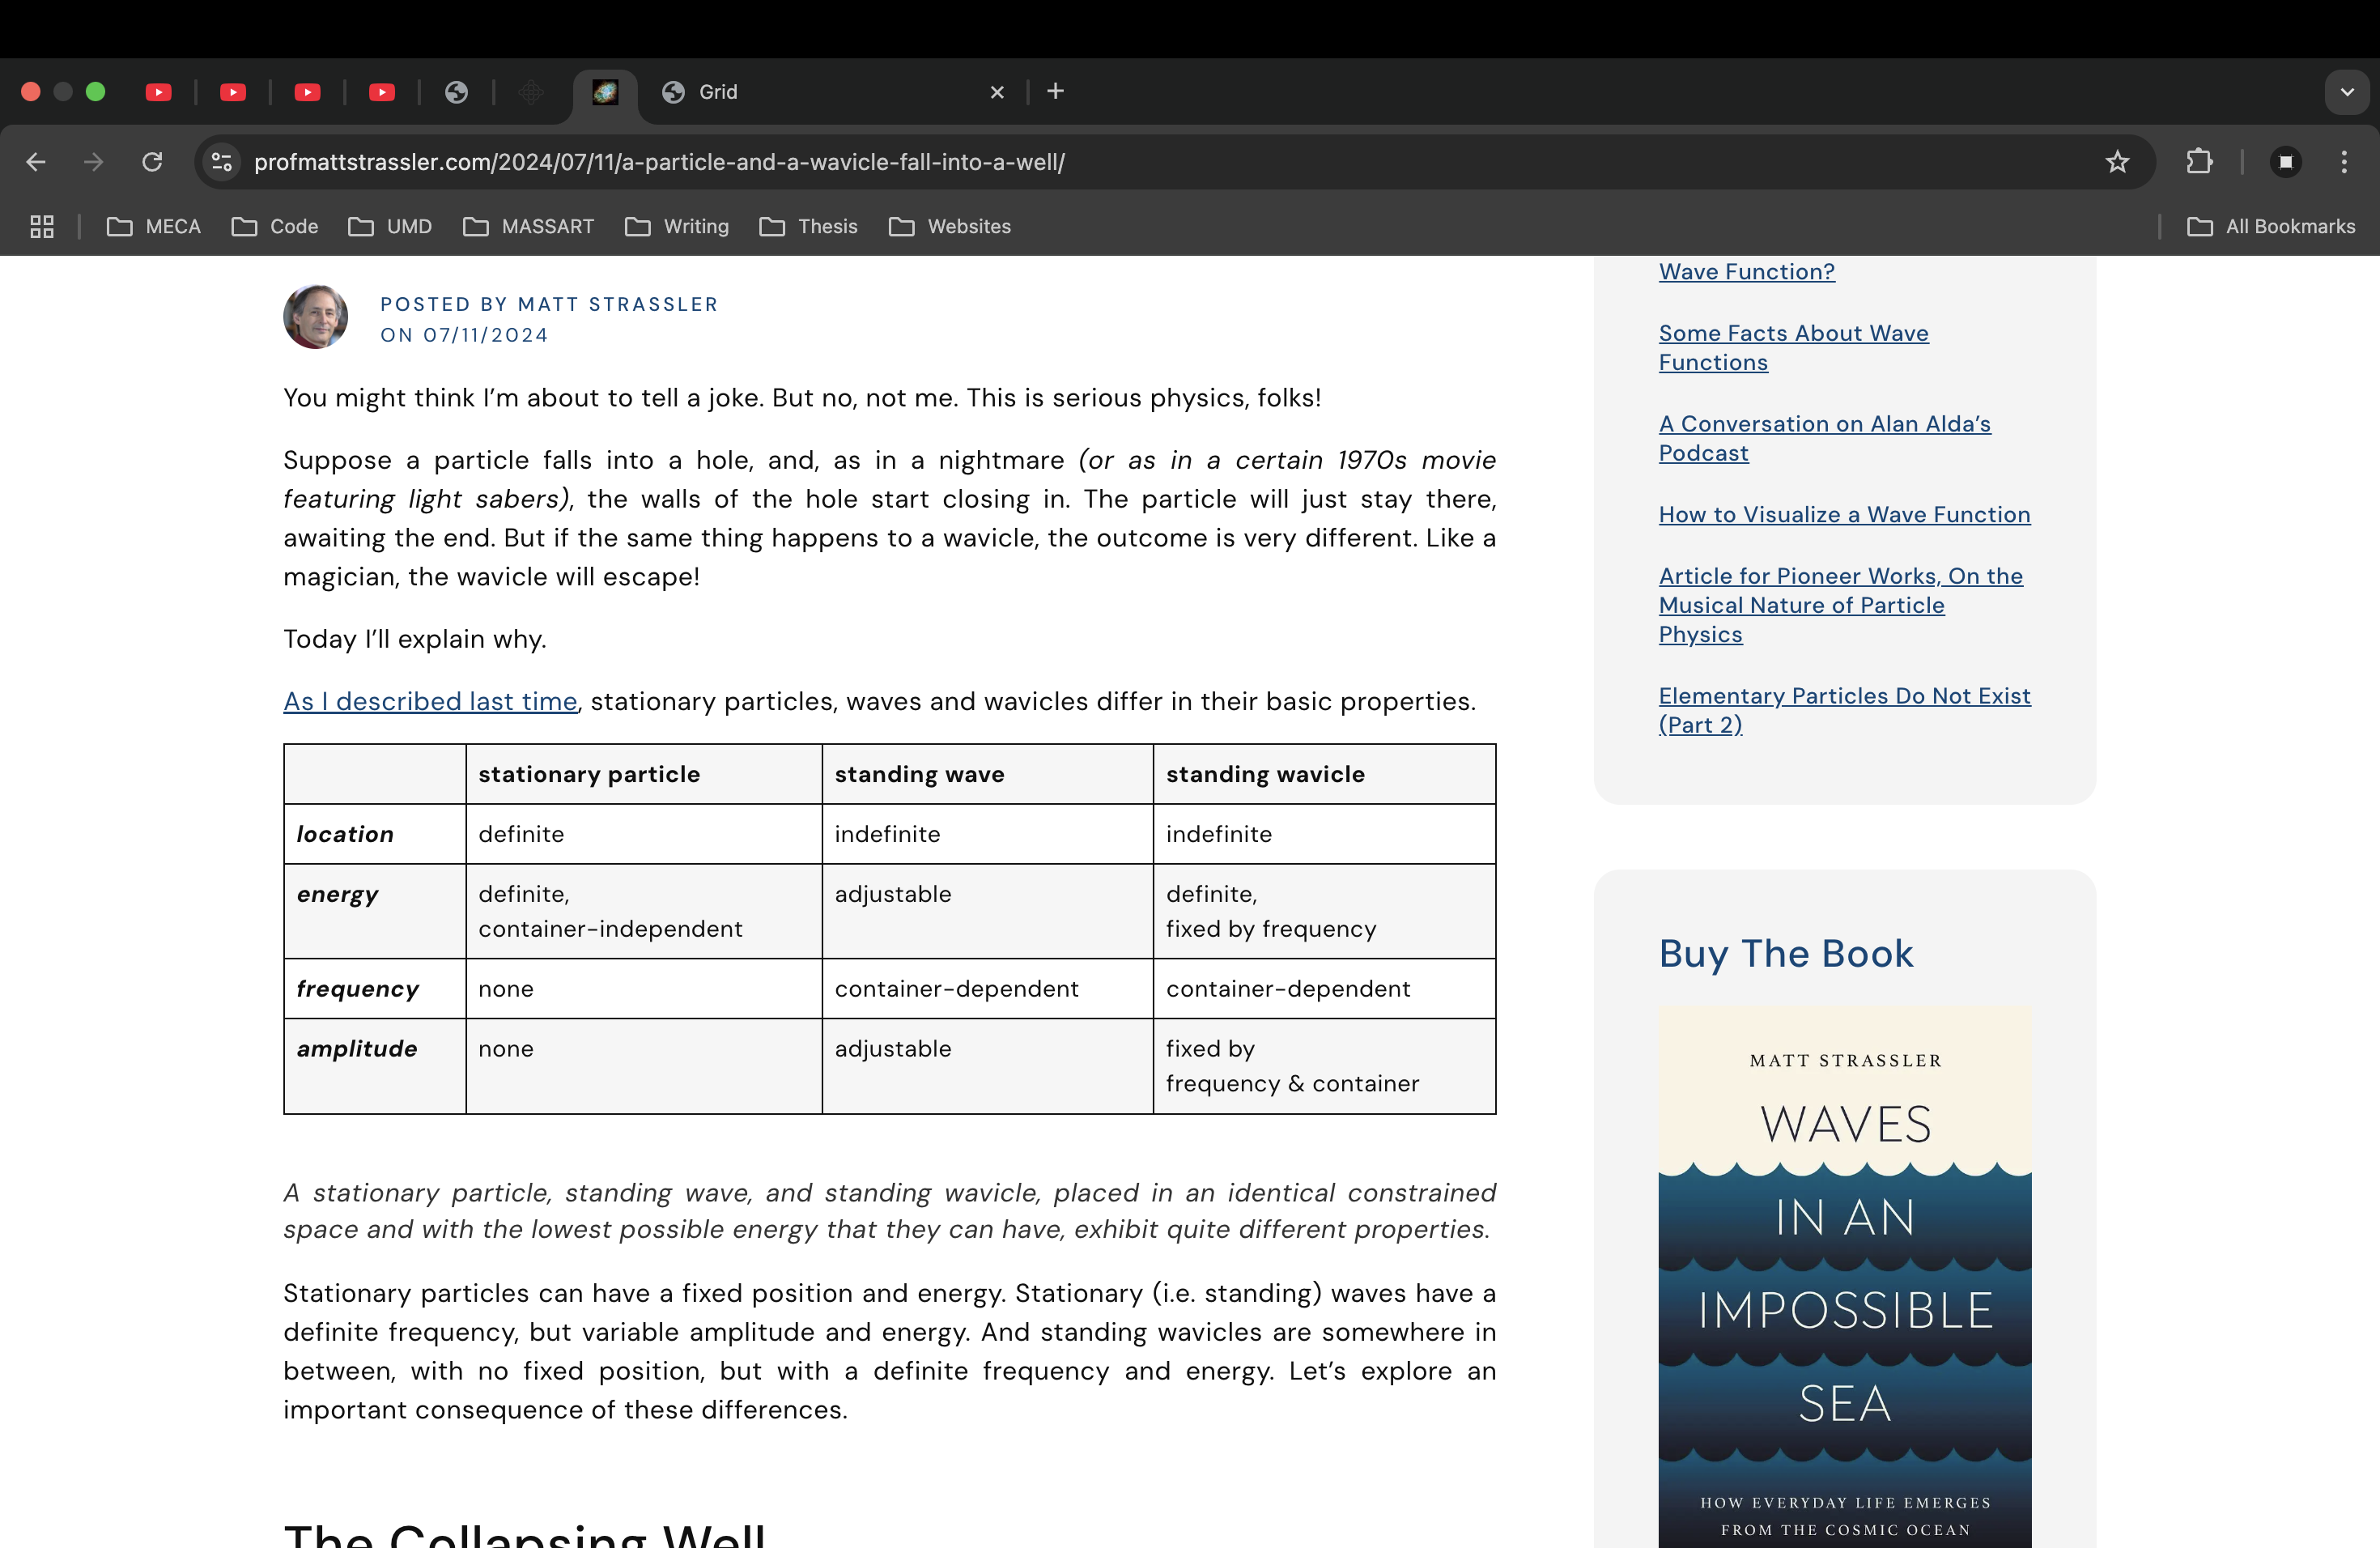 Grid
profmattstrassler.com/2024/07/11/a-particle-and-a-wavicle-fall-into-a-well/
MECA
Code
UMD
MASSART
Writing
Thesis
Websites
All Bookmarks
POSTED BY MATT STRASSLER
ON 07/11/2024
You might think I’m about to tell a joke. But no, not me. This is serious physics, folks!
Suppose a particle falls into a hole, and, as in a nightmare (or as in a certain 1970s movie
featuring light sabers), the walls of the hole start closing in. The particle will just stay there,
awaiting the end. But if the same thing happens to a wavicle, the outcome is very different. Like a
magician, the wavicle will escape!
Today I’ll explain why.
As I described last time, stationary particles, waves and wavicles differ in their basic properties.
stationary particle standing wave standing wavicle
location definite indefinite indefinite
energy definite, adjustable definite,
container-independent fixed by frequency
frequency none container-dependent container-dependent
amplitude none adjustable fixed by
frequency & container
A stationary particle, standing wave, and standing wavicle, placed in an identical constrained
space and with the lowest possible energy that they can have, exhibit quite different properties.
Stationary particles can have a fixed position and energy. Stationary (i.e. standing) waves have a
definite frequency, but variable amplitude and energy. And standing wavicles are somewhere in
between, with no fixed position, but with a definite frequency and energy. Let’s explore an
important consequence of these differences.
The Collapsing Well
Wave Function?
Some Facts About Wave
Functions
A Conversation on Alan Alda’s
Podcast
How to Visualize a Wave Function
Article for Pioneer Works, On the
Musical Nature of Particle
Physics
Elementary Particles Do Not Exist
(Part 2)
Buy The Book
MATT STRASSLER
WAVES
IN AN
IMPOSSIBLE
SEA
HOW EVERYDAY LIFE EMERGES
FROM THE COSMIC OCEAN